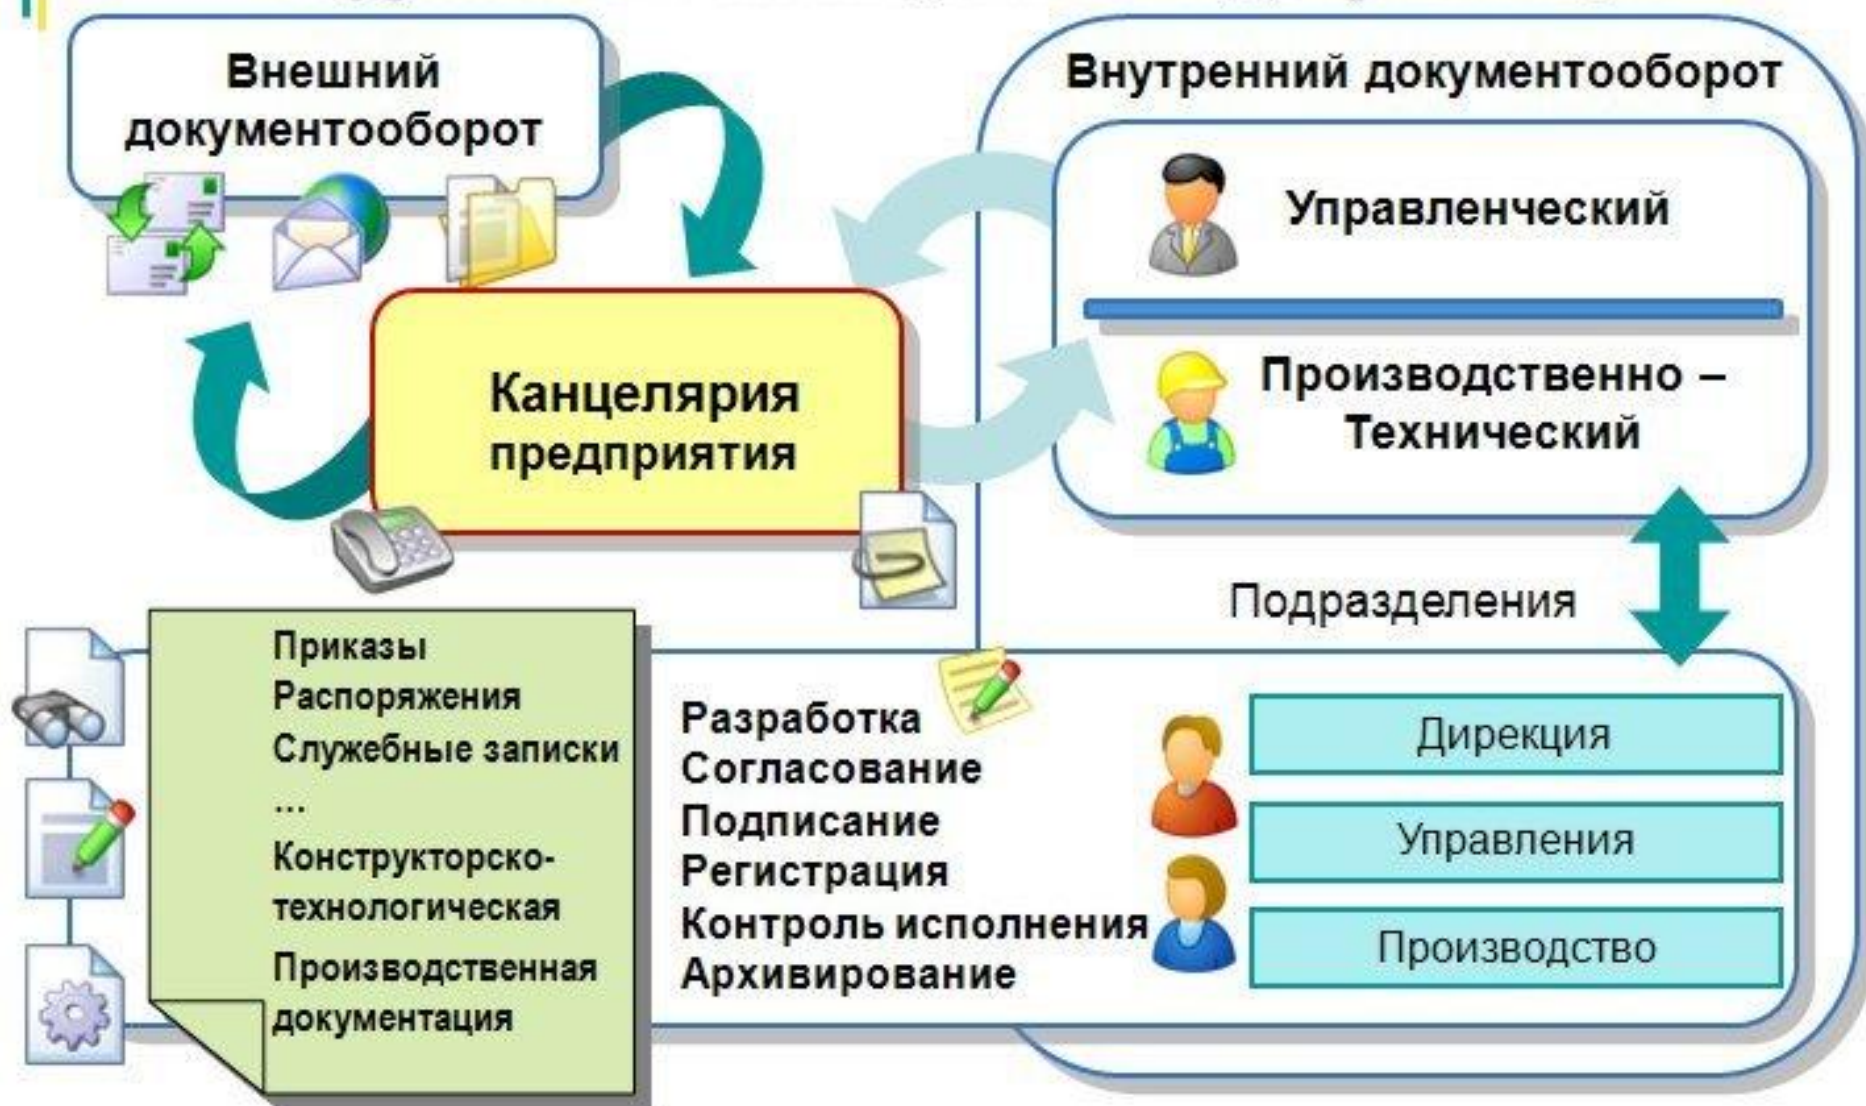 Внешний
документооборот
Внутренний документооборот
Управленческий
Производственно –
Технический
Канцелярия
предприятия
Подразделения
Приказы
Распоряжения
Служебные записки
...
Конструкторско-
технологическая
Производственная
документация
Разработка
Согласование
Подписание
Регистрация
Контроль исполнения
Архивирование
Дирекция
Управления
Производство